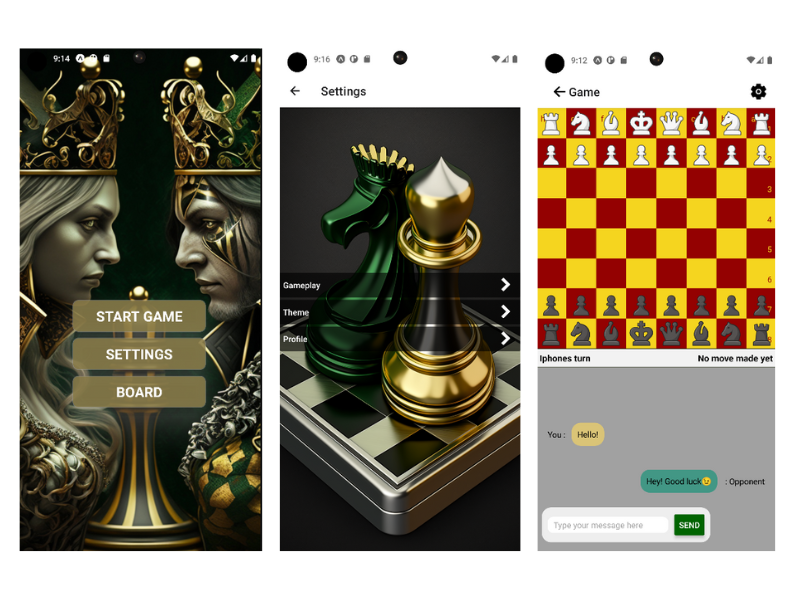 9:14
START GAME
SETTINGS
BOARD
9:16
Settings
Gameplay
Theme
Profile
9:12
Game
2
3
4
5
6
7
Iphones turn
No move made yet
You :
Hello!
Hey! Good luck😉
: Opponent
Type your message here
SEND